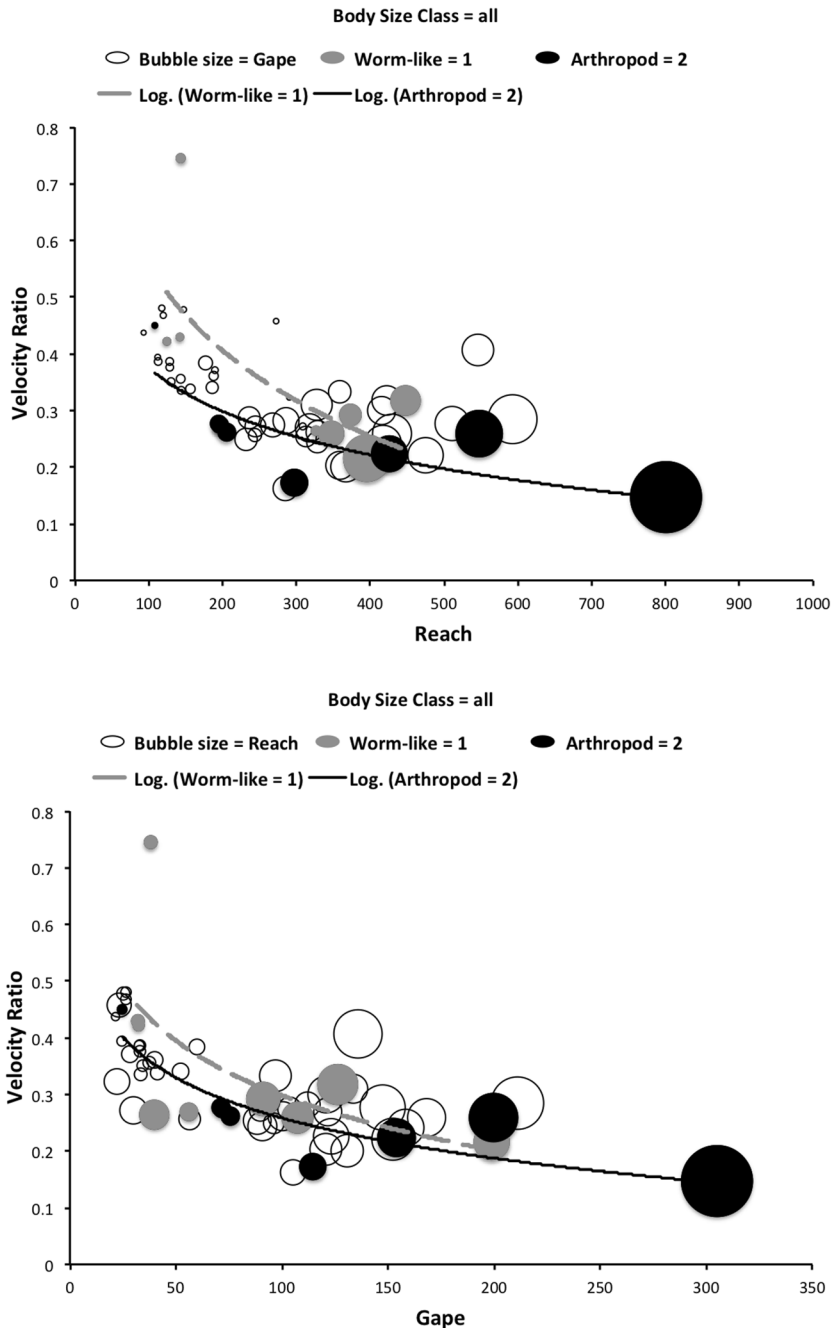 Body Size Class = all
Bubble size = Gape Worm-like = 1 Arthropod = 2
Log. (Worm-like = 1) Log. (Arthropod = 2)
0.8
0.7
0.6
0.5
0.4
0.3
0.2
0.1
0
Velocity Ratio
0 100 200 300 400 500 600 700 800 900 1000
Reach
Body Size Class = all
Bubble size = Reach Worm-like = 1 Arthropod = 2
Log. (Worm-like = 1) Log. (Arthropod = 2)
0.8
0.7
0.6
0.5
0.4
0.3
0.2
0.1
0
Velocity Ratio
0 50 100 150 200 250 300 350
Gape